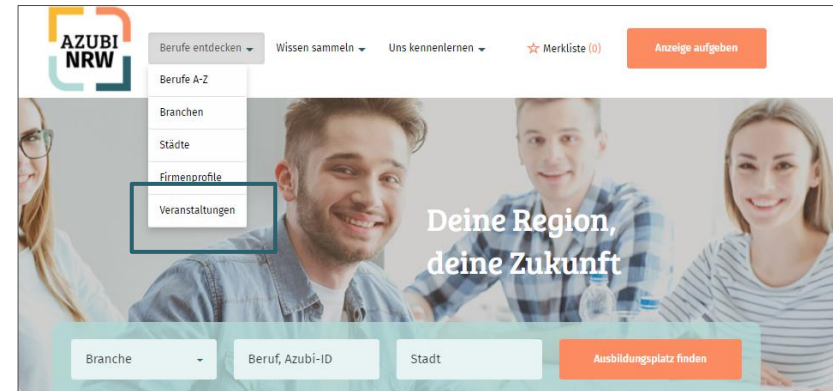 AZUBI
NRW
Berufe entdecken
Wissen sammeln
Uns kennenlernen
Merkliste (0)
Anzeige aufgeben
Berufe A-Z
Branchen
Städte
Firmenprofile
Veranstaltungen
Deine Region,
deine Zukunft
Branche
Beruf, Azubi-ID
Stadt
Ausbildungsplatz finden